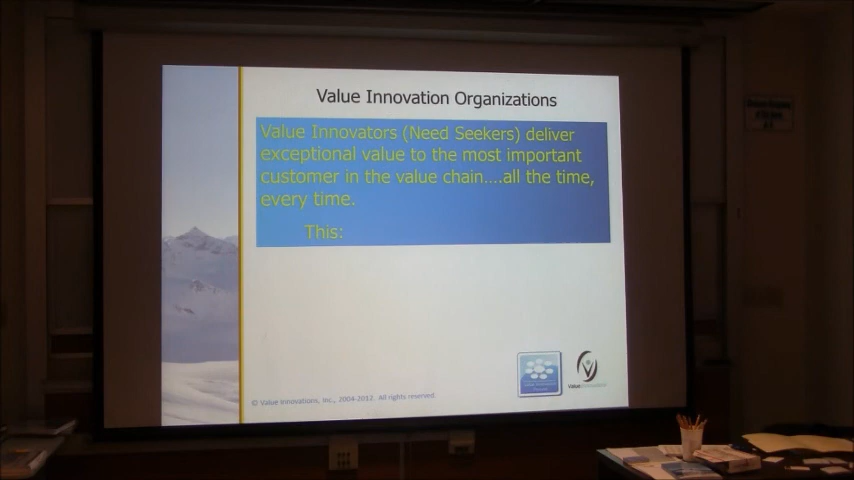 Value Innovation Organizations
Value Innovators (Need Seekers) deliver
exceptional value to the most important
customer in the value chain....all the time,
every time.
This:
© Value Innovations, Inc., 2004-2012. All rights reserved.